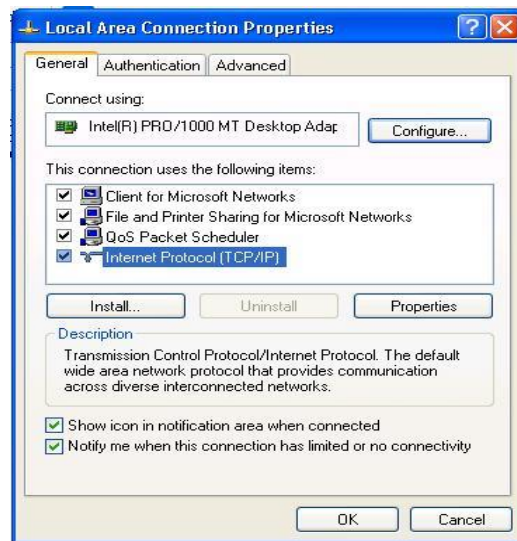 Local Area Connection Properties
General Authentication Advanced
Connect using:
Intel(R) PRO/1000 MT Desktop Adap
Configure...
This connection uses the following items:
Client for Microsoft Networks
File and Printer Sharing for Microsoft Networks
QoS Packet Scheduler
Internet Protocol (TCP/IP)
Install... Uninstall Properties
Description
Transmission Control Protocol/Internet Protocol. The default
wide area network protocol that provides communication
across diverse interconnected networks.
Show icon in notification area when connected
Notify me when this connection has limited or no connectivity
OK Cancel